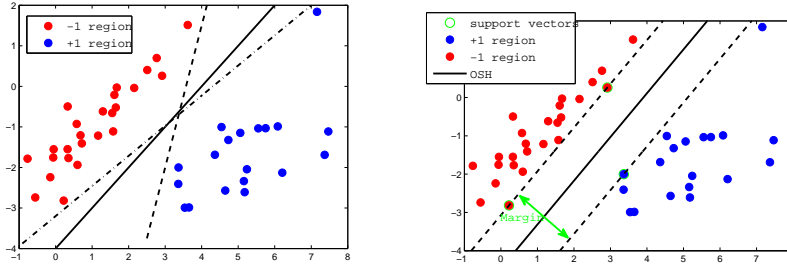 2
1
0
-1
-2
-3
-4
-1 0 1 2 3 4 5 6 7 8
-1 region
+1 region
support vectors
+1 region
-1 region
OSH
0
-1
-2
-3
-4
-1 0 1 2 3 4 5 6 7
Margin